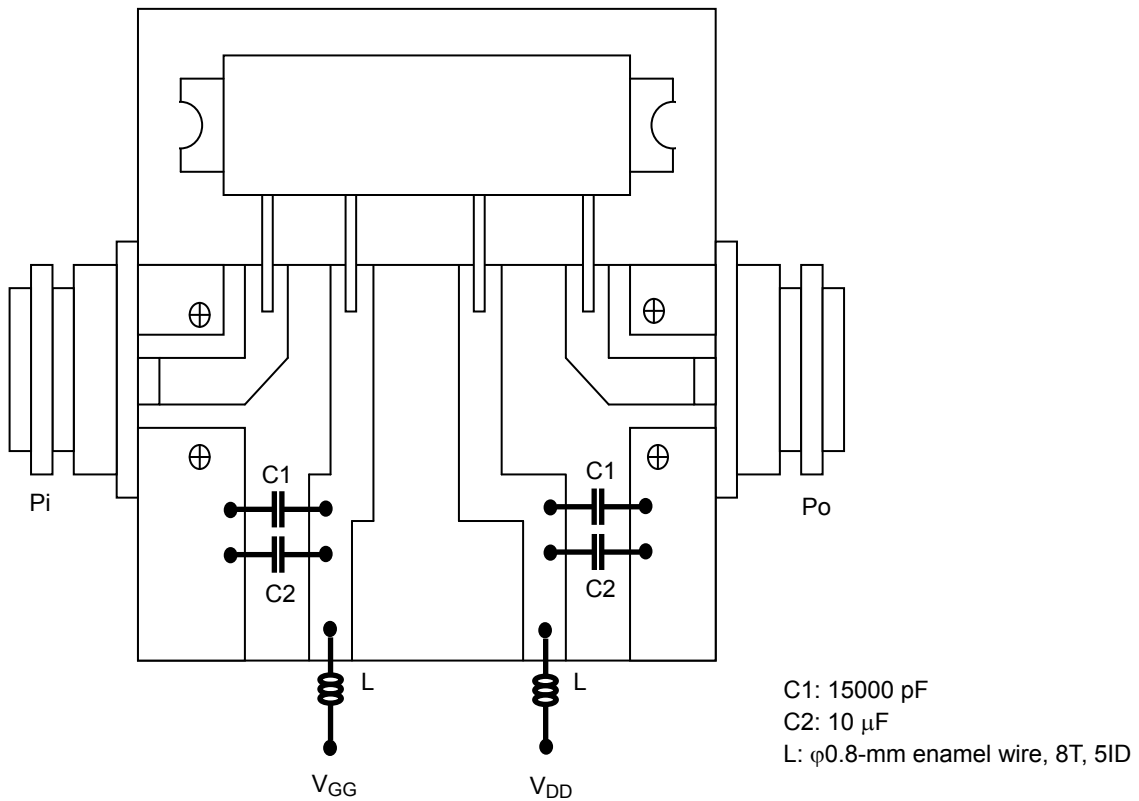 Pi
Po
C1
C1
C2
C2
L
L
VGG
VDD
C1: 15000 pF
C2: 10 μF
L: φ0.8-mm enamel wire, 8T, 5ID